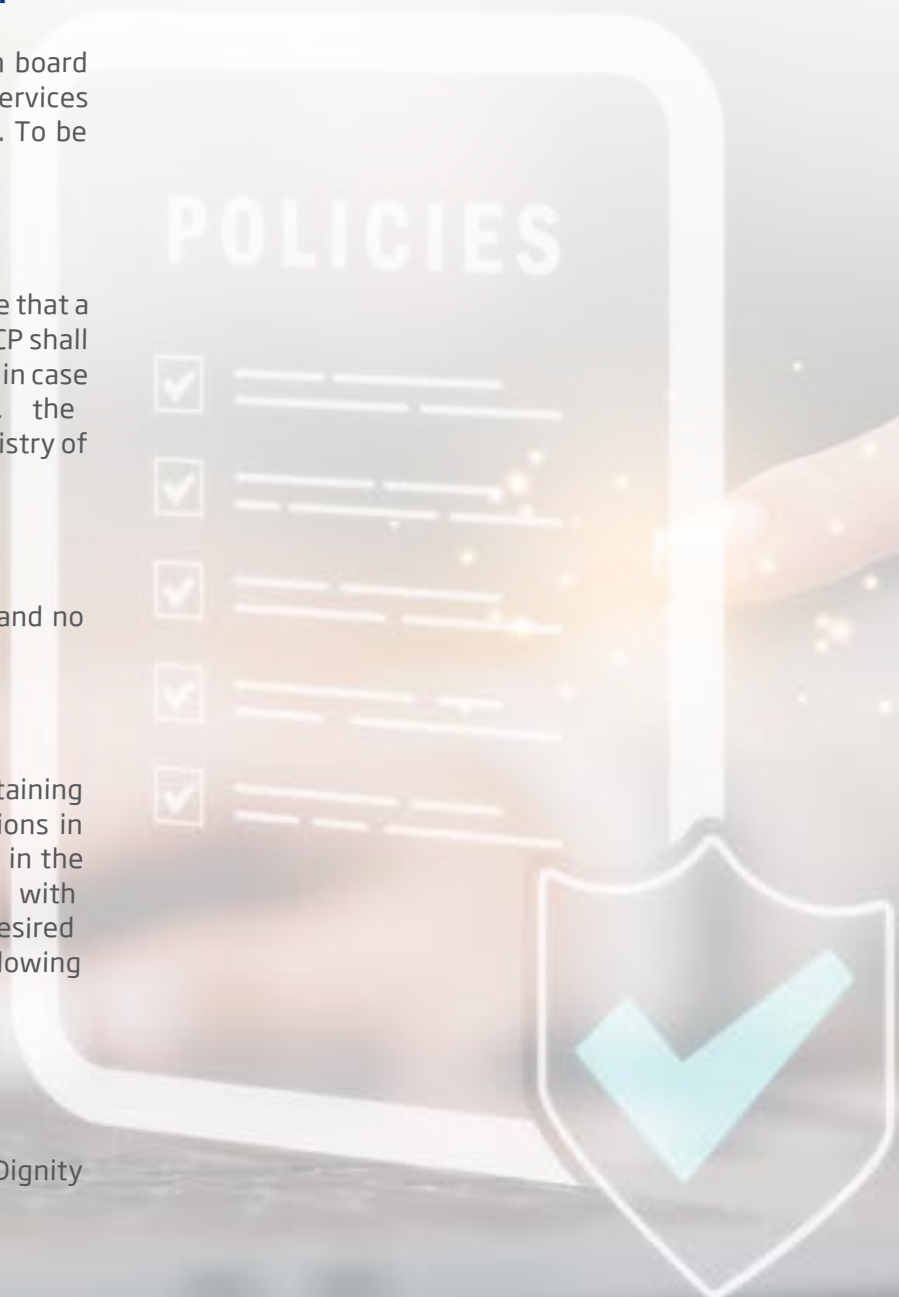 board
ervices
. To be
POLICIES
e that a
CP shall
in case
, the
istry of
and no
taining
ions in
in the
with
esired
lowing
Dignity